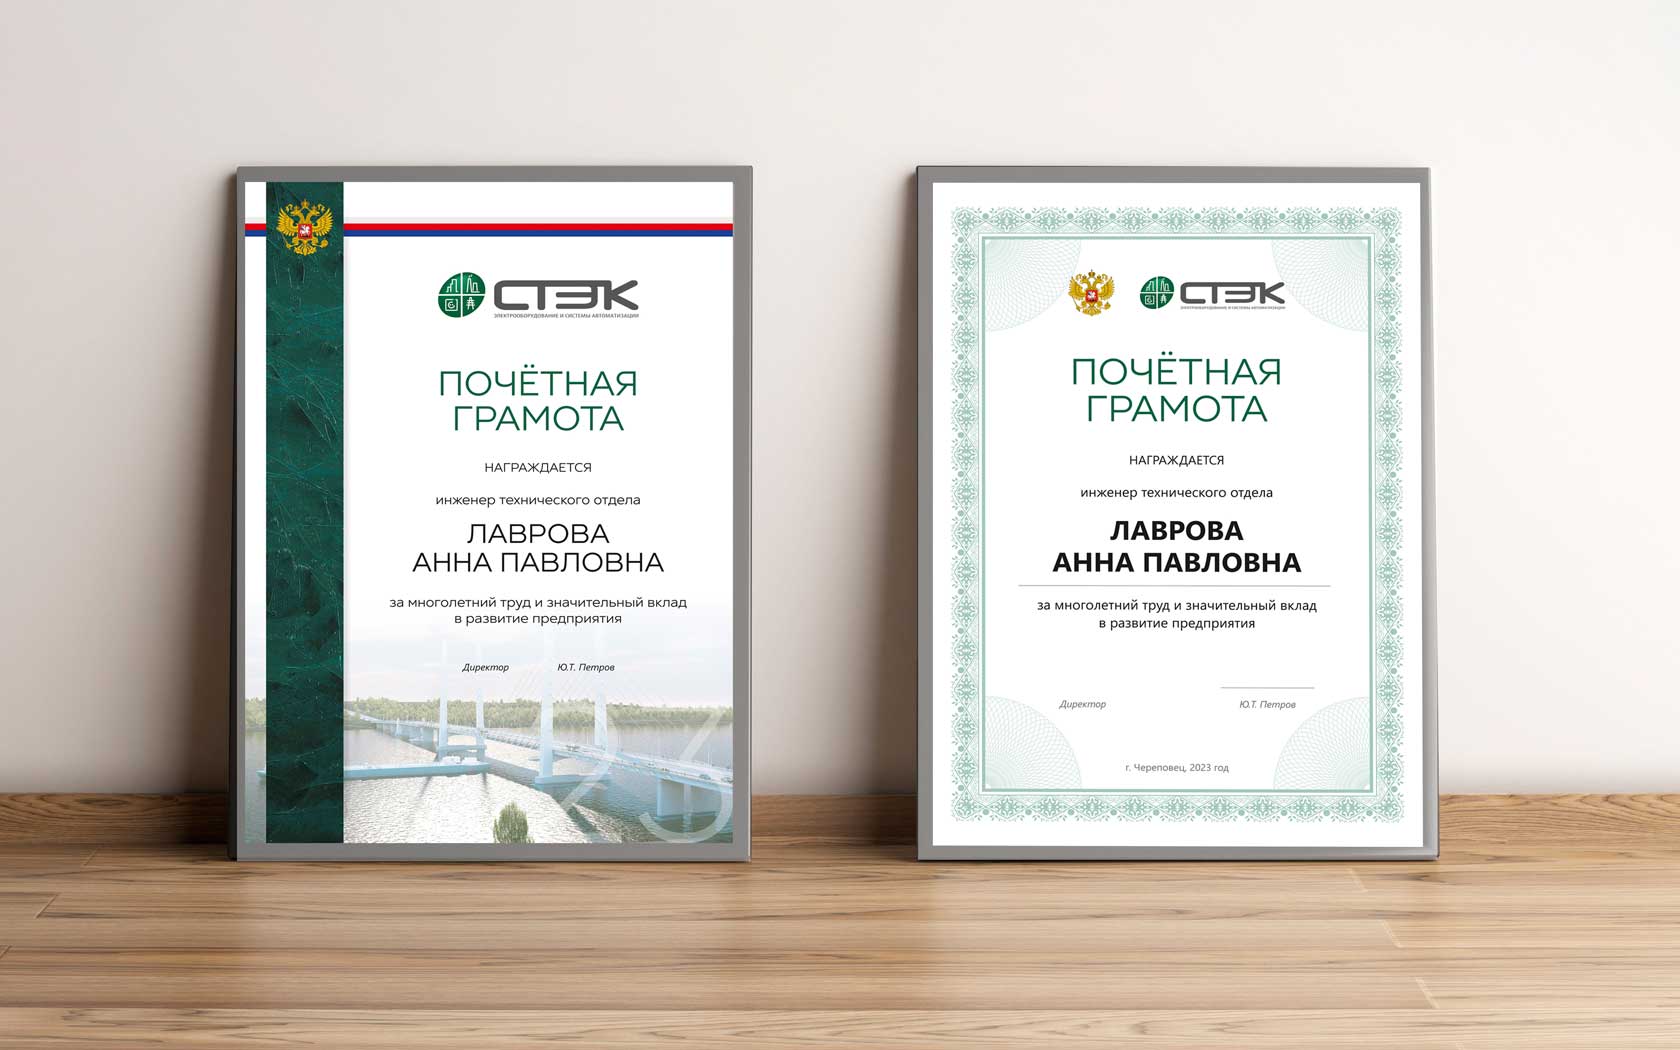 СТЭК
ЭЛЕКТРООБОРУДОВАНИЕ И СИСТЕМЫ АВТОМАТИЗАЦИИ
ПОЧЁТНАЯ
ГРАМОТА
НАГРАЖДАЕТСЯ
инженер технического отдела
ЛАВРОВА
АННА ПАВЛОВНА
за многолетний труд и значительный вклад
в развитие предприятия
Директор Ю.Т. Петров
23
СТЭК
ЭЛЕКТРООБОРУДОВАНИЕ И СИСТЕМЫ АВТОМАТИЗАЦИИ
ПОЧЁТНАЯ
ГРАМОТА
НАГРАЖДАЕТСЯ
инженер технического отдела
ЛАВРОВА
АННА ПАВЛОВНА
за многолетний труд и значительный вклад
в развитие предприятия
Директор Ю.Т. Петров
г. Череповец, 2023 год